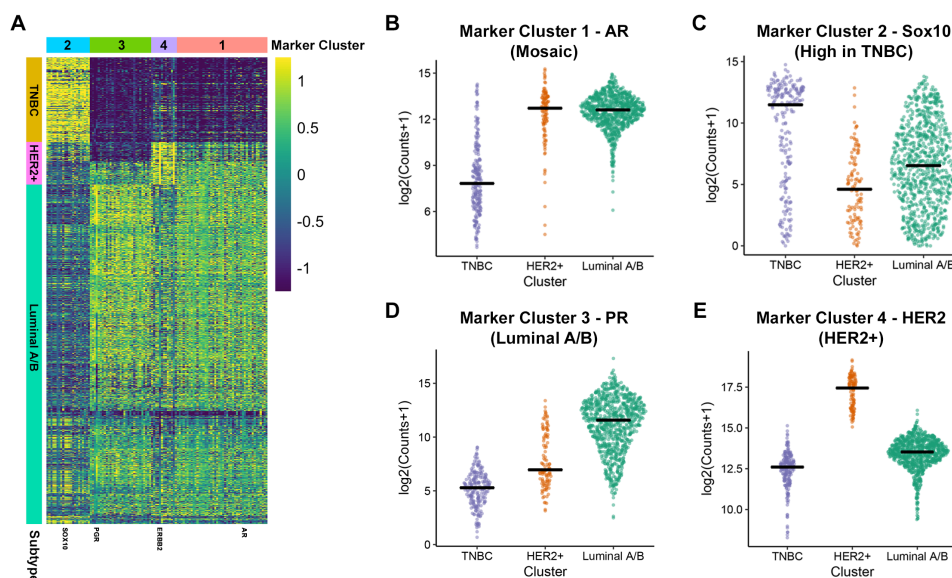 A
2 3 4 1
Marker Cluster
TNBC
HER2+
Luminal A/B
Subtype
1
0.5
0
-0.5
-1
SOX10
PGR
ERBB2
AR
B
Marker Cluster 1 - AR
(Mosaic)
log2(Counts+1)
15
12
9
6
TNBC HER2+ Luminal A/B
Cluster
C
Marker Cluster 2 - Sox10
(High in TNBC)
log2(Counts+1)
15
10
5
0
TNBC HER2+ Luminal A/B
Cluster
D
Marker Cluster 3 - PR
(Luminal A/B)
log2(Counts+1)
15
10
5
0
TNBC HER2+ Luminal A/B
Cluster
E
Marker Cluster 4 - HER2
(HER2+)
log2(Counts+1)
17.5
15.0
12.5
10.0
TNBC HER2+ Luminal A/B
Cluster